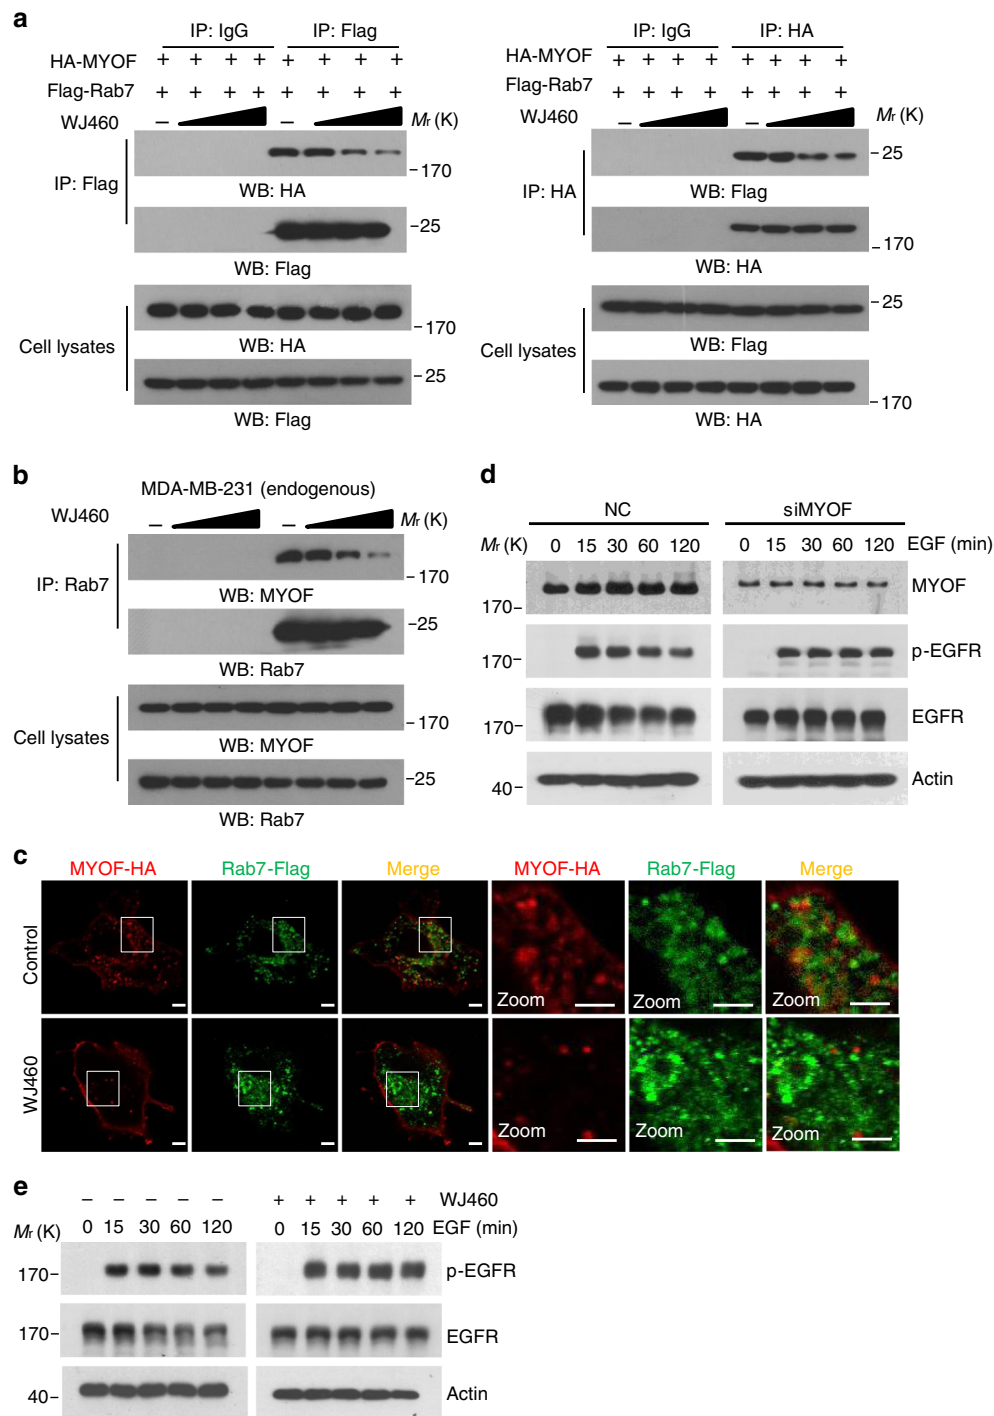 a
IP: IgG IP: Flag
HA-MYOF + + + + + + + +
Flag-Rab7 + + + + + + + +
WJ460 – – Mr (K)
IP: Flag
170
WB: HA
25
WB: Flag
Cell lysates
170
WB: HA
25
WB: Flag
IP: IgG IP: HA
HA-MYOF + + + + + + + +
Flag-Rab7 + + + + + + + +
WJ460 – – Mr (K)
IP: HA
25
WB: Flag
170
WB: HA
Cell lysates
25
WB: Flag
170
WB: HA
b
MDA-MB-231 (endogenous)
WJ460 – – Mr (K)
IP: Rab7
170
WB: MYOF
25
WB: Rab7
Cell lysates
170
WB: MYOF
25
WB: Rab7
d
NC siMYOF
Mr (K) 0 15 30 60 120 0 15 30 60 120 EGF (min)
170 MYOF
170 p-EGFR
170 EGFR
40 Actin
c
MYOF-HA Rab7-Flag Merge MYOF-HA Rab7-Flag Merge
Control
Zoom Zoom Zoom
WJ460
Zoom Zoom Zoom
e
– – – – – + + + + + WJ460
Mr (K) 0 15 30 60 120 0 15 30 60 120 EGF (min)
170 p-EGFR
170 EGFR
40 Actin